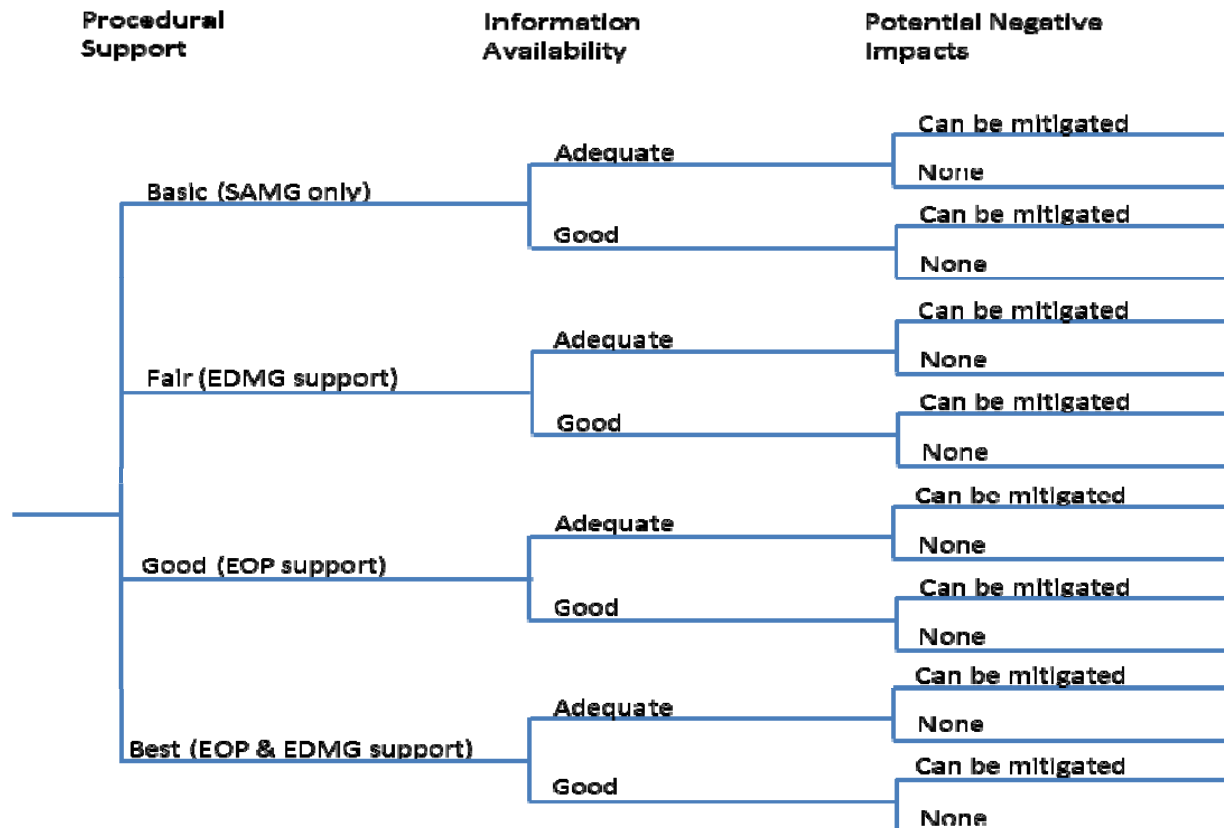 Procedural
Support
Information
Availability
Potential Negative
Impacts
Can be mitigated
Adequate
None
Basic (SAMG only)
Can be mitigated
Good
None
Can be mitigated
Adequate
None
Fair (EDMG support)
Can be mitigated
Good
None
Can be mitigated
Adequate
None
Good (EOP support)
Can be mitigated
Good
None
Can be mitigated
Adequate
None
Best (EOP & EDMG support)
Can be mitigated
Good
None